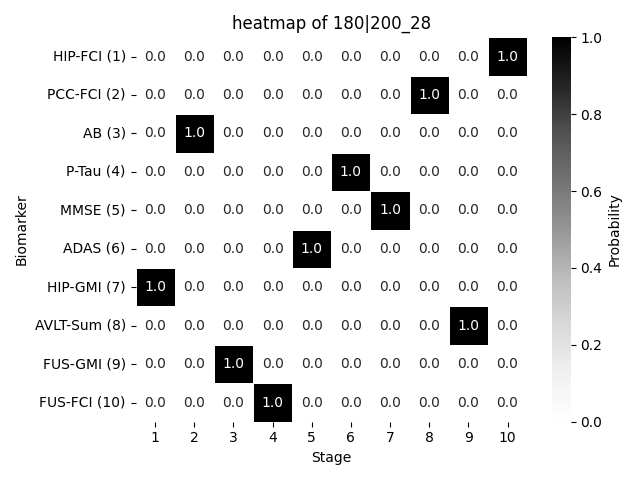 heatmap of 180|200_28
HIP-FCI (1) 0.0 0.0 0.0 0.0 0.0 0.0 0.0 0.0 0.0 1.0
PCC-FCI (2) 0.0 0.0 0.0 0.0 0.0 0.0 0.0 1.0 0.0 0.0
AB (3) 0.0 1.0 0.0 0.0 0.0 0.0 0.0 0.0 0.0 0.0
P-Tau (4) 0.0 0.0 0.0 0.0 0.0 1.0 0.0 0.0 0.0 0.0
MMSE (5) 0.0 0.0 0.0 0.0 0.0 0.0 1.0 0.0 0.0 0.0
ADAS (6) 0.0 0.0 0.0 0.0 1.0 0.0 0.0 0.0 0.0 0.0
HIP-GMI (7) 1.0 0.0 0.0 0.0 0.0 0.0 0.0 0.0 0.0 0.0
AVLT-Sum (8) 0.0 0.0 0.0 0.0 0.0 0.0 0.0 0.0 1.0 0.0
FUS-GMI (9) 0.0 0.0 1.0 0.0 0.0 0.0 0.0 0.0 0.0 0.0
FUS-FCI (10) 0.0 0.0 0.0 1.0 0.0 0.0 0.0 0.0 0.0 0.0
1 2 3 4 5 6 7 8 9 10
Stage
Biomarker
1.0
0.8
0.6
0.4
0.2
0.0
Probability